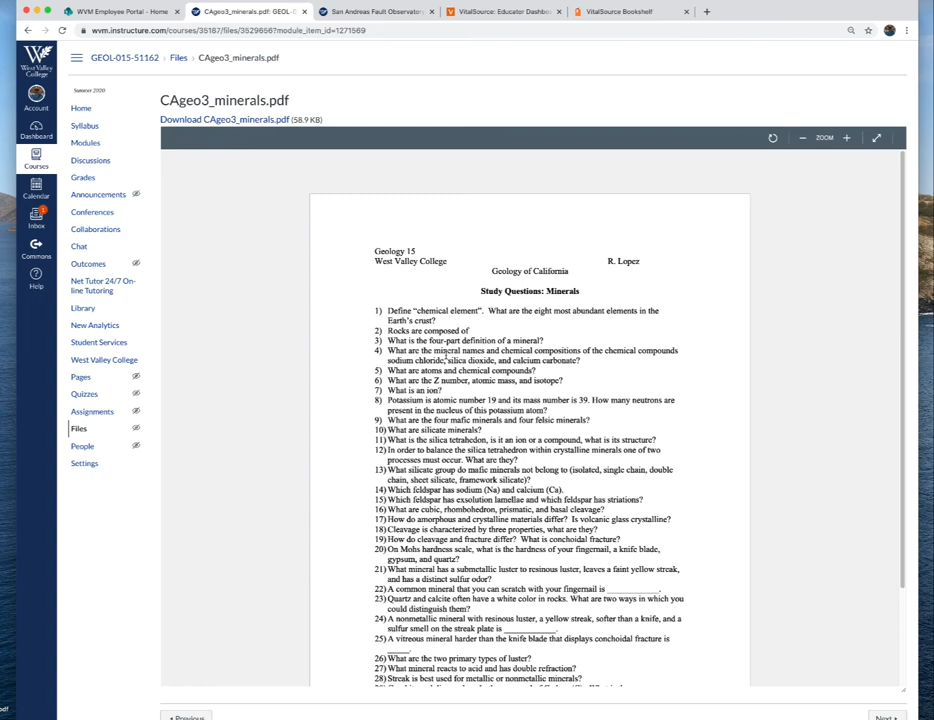 WVM Employee Portal - Home
CAgeo3_minerals.pdf: GEOL-0
San Andreas Fault Observatory
VitalSource: Educator Dashbo
VitalSource Bookshelf
wvm.instructure.com/courses/35187/files/3529656?module_item_id=1271569
GEOL-015-51162 › Files › CAgeo3_minerals.pdf
West Valley College
Account
Dashboard
Courses
Calendar
1
Inbox
Commons
Help
Summer 2020
Home
Syllabus
Modules
Discussions
Grades
Announcements
Conferences
Collaborations
Chat
Outcomes
Net Tutor 24/7 On-
line Tutoring
Library
New Analytics
Student Services
West Valley College
Pages
Quizzes
Assignments
Files
People
Settings
CAgeo3_minerals.pdf
Download CAgeo3_minerals.pdf (58.9 KB)
ZOOM
Geology 15
West Valley College R. Lopez
Geology of California
Study Questions: Minerals
1) Define “chemical element”. What are the eight most abundant elements in the
Earth’s crust?
2) Rocks are composed of
3) What is the four-part definition of a mineral?
4) What are the mineral names and chemical compositions of the chemical compounds
sodium chloride, silica dioxide, and calcium carbonate?
5) What are atoms and chemical compounds?
6) What are the Z number, atomic mass, and isotope?
7) What is an ion?
8) Potassium is atomic number 19 and its mass number is 39. How many neutrons are
present in the nucleus of this potassium atom?
9) What are the four mafic minerals and four felsic minerals?
10) What are silicate minerals?
11) What is the silica tetrahedron, is it an ion or a compound, what is its structure?
12) In order to balance the silica tetrahedron within crystalline minerals one of two
processes must occur. What are they?
13) What silicate group do mafic minerals not belong to (isolated, single chain, double
chain, sheet silicate, framework silicate)?
14) Which feldspar has sodium (Na) and calcium (Ca).
15) Which feldspar has exsolution lamellae and which feldspar has striations?
16) What are cubic, rhombohedron, prismatic, and basal cleavage?
17) How do amorphous and crystalline materials differ? Is volcanic glass crystalline?
18) Cleavage is characterized by three properties, what are they?
19) How do cleavage and fracture differ? What is conchoidal fracture?
20) On Mohs hardness scale, what is the hardness of your fingernail, a knife blade,
gypsum, and quartz?
21) What mineral has a submetallic luster to resinous luster, leaves a faint yellow streak,
and has a distinct sulfur odor?
22) A common mineral that you can scratch with your fingernail is __________.
23) Quartz and calcite often have a white color in rocks. What are two ways in which you
could distinguish them?
24) A nonmetallic mineral with resinous luster, a yellow streak, softer than a knife, and a
sulfur smell on the streak plate is __________.
25) A vitreous mineral harder than the knife blade that displays conchoidal fracture is
_____.
26) What are the two primary types of luster?
27) What mineral reacts to acid and has double refraction?
28) Streak is best used for metallic or nonmetallic minerals?
Previous
Next